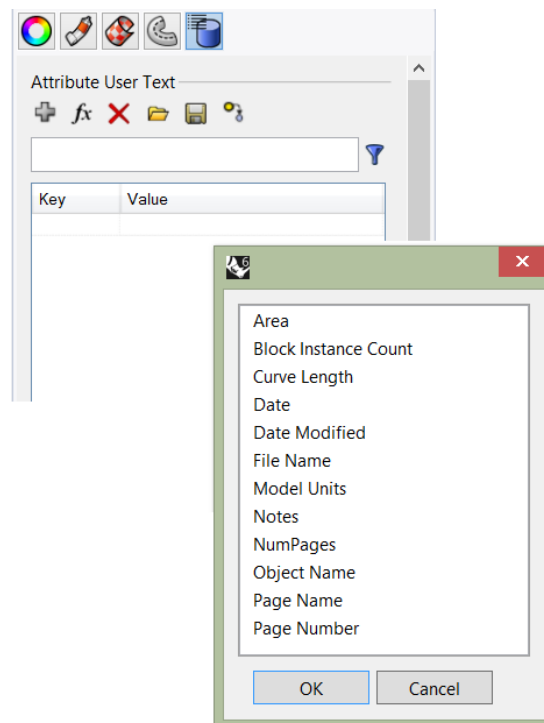 Attribute User Text
fx
Key Value
6
Area
Block Instance Count
Curve Length
Date
Date Modified
File Name
Model Units
Notes
NumPages
Object Name
Page Name
Page Number
OK Cancel